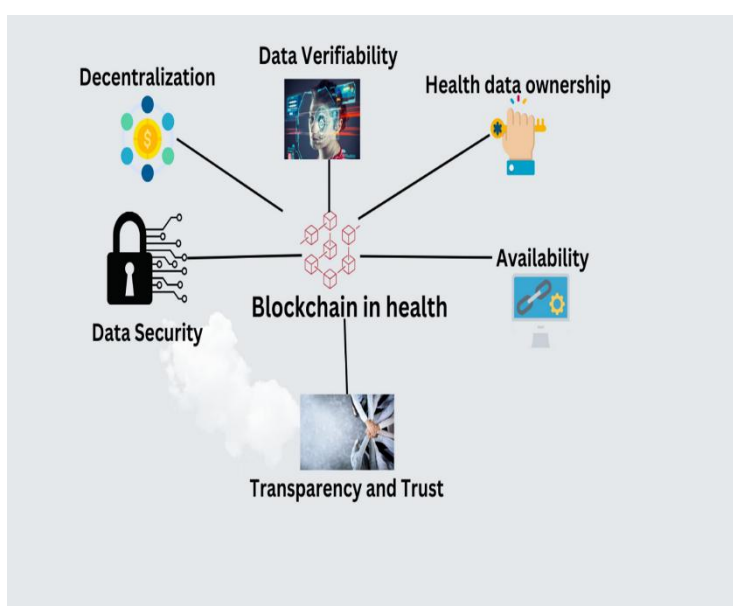 Data Verifiability
Decentralization
Health data ownership
Availability
Blockchain in health
Data Security
Transparency and Trust